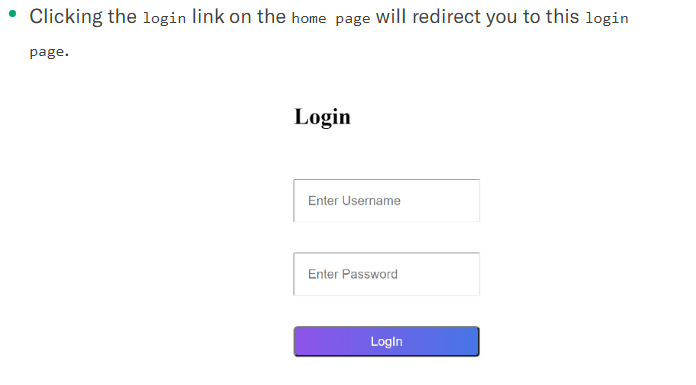 Clicking the login link on the home page will redirect you to this login
page.
Login
Enter Username
Enter Password
LogIn